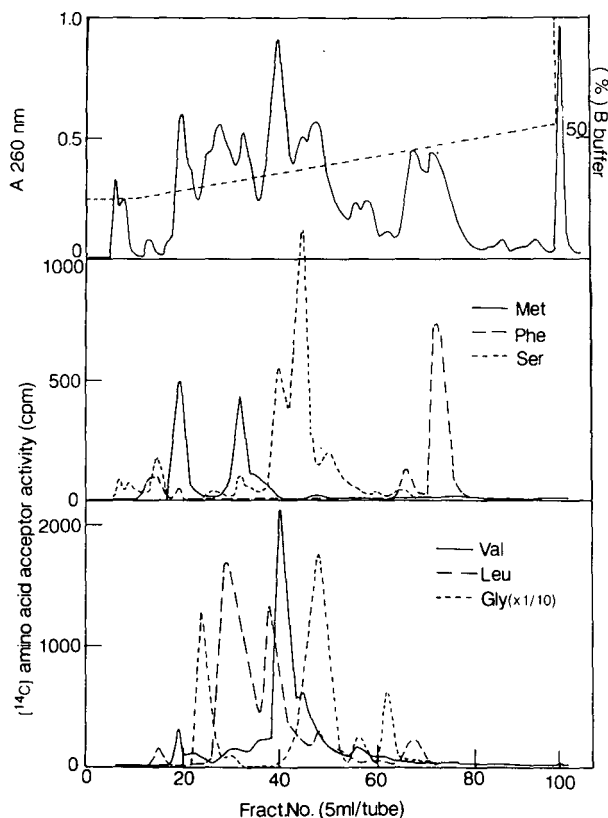 1.0
0.5
0
A 260 nm
50
(%) B buffer
1000
500
0
Met
Phe
Ser
2000
1000
0
Val
Leu
Gly(x1/10)
[14C] amino acid acceptor activity (cpm)
0 20 40 60 80 100
Fract.No. (5ml/tube)